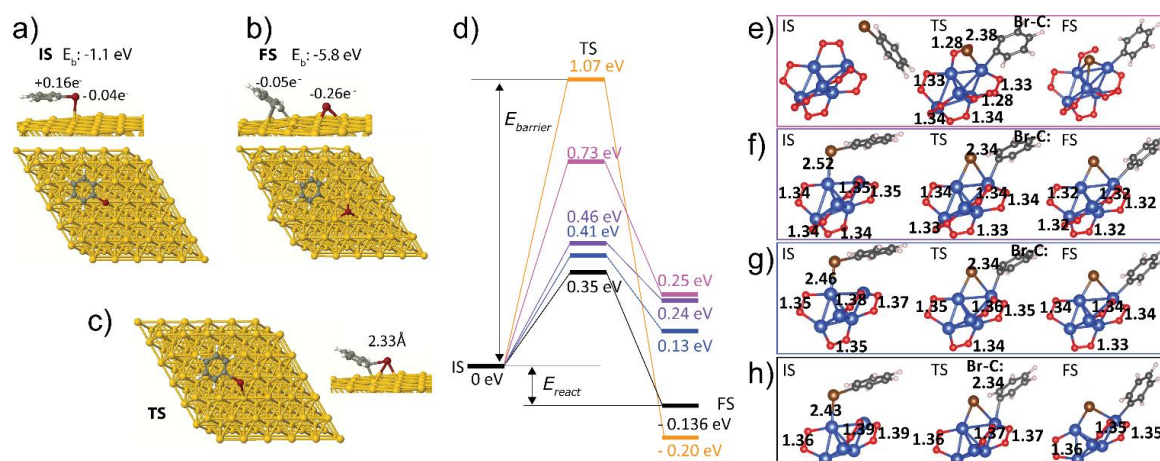 a)
IS E_b: -1.1 eV
+0.16e⁻
-0.04e⁻
b)
FS E_b: -5.8 eV
-0.05e⁻
-0.26e⁻
c)
TS
2.33Å
d)
TS
1.07 eV
E_barrier
0.73 eV
0.46 eV
0.41 eV
0.35 eV
0.25 eV
0.24 eV
0.13 eV
IS
0 eV
E_react
FS
- 0.136 eV
- 0.20 eV
e)
IS
TS
Br-C:
FS
1.28
2.38
1.33
1.33
1.28
1.34
1.34
f)
IS
TS
Br-C:
FS
2.52
2.34
1.34
1.35
1.35
1.34
1.34
1.34
1.34
1.34
1.33
1.33
1.32
1.32
1.32
1.32
1.32
g)
IS
TS
Br-C:
FS
2.46
2.34
1.35
1.38
1.37
1.35
1.35
1.36
1.35
1.34
1.34
1.34
1.34
1.33
h)
IS
TS
Br-C:
FS
2.34
2.43
1.36
1.39
1.39
1.36
1.37
1.37
1.36
1.35
1.35